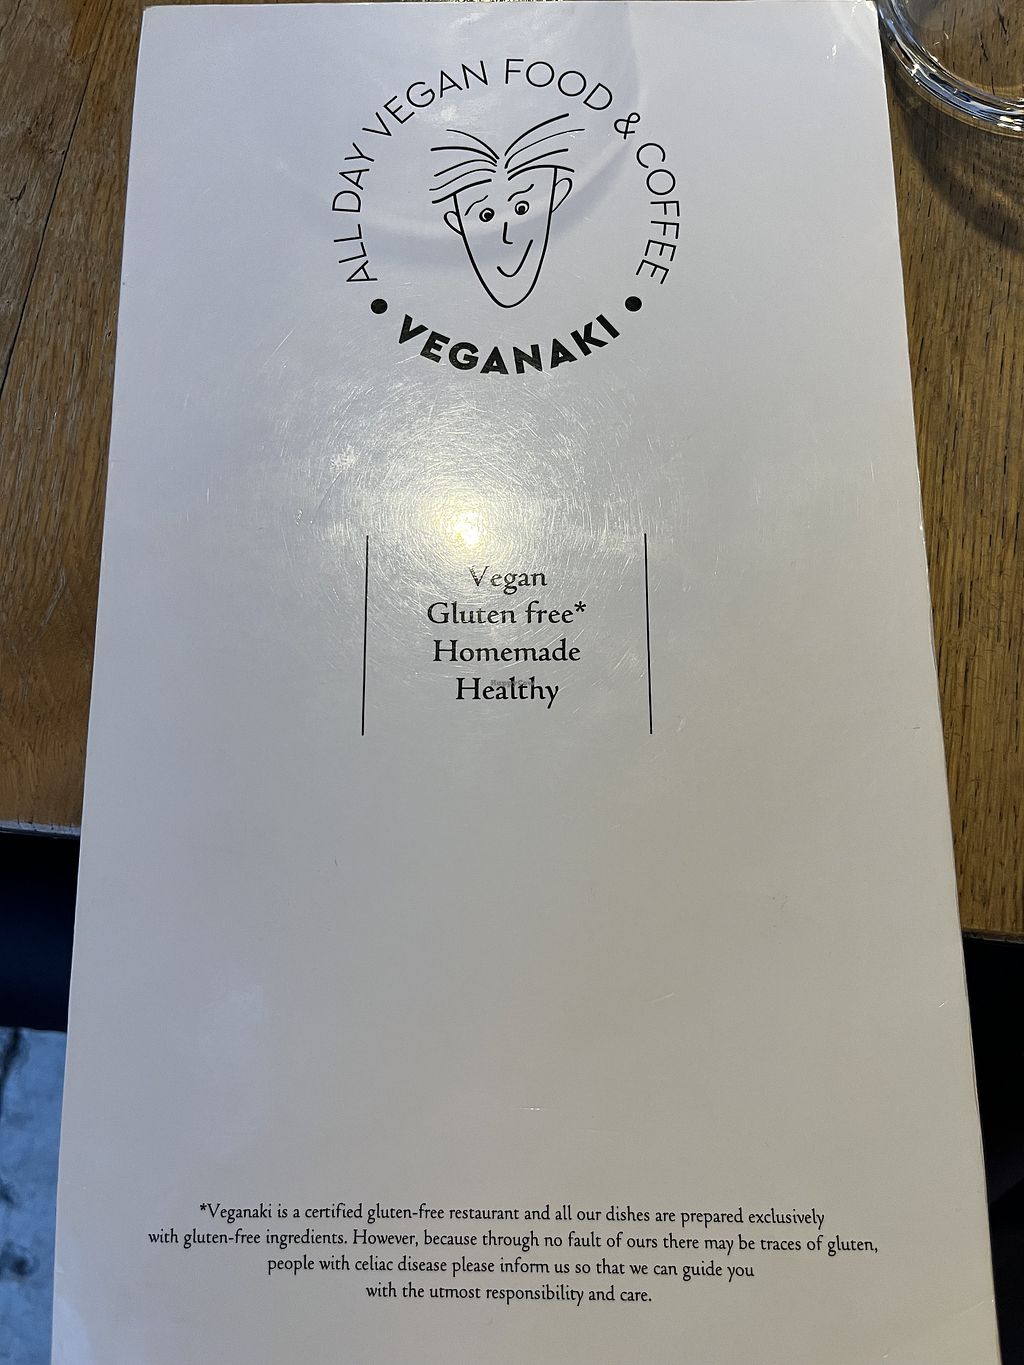 ALL DAY VEGAN FOOD & COFFEE
• VEGANAKI •
Vegan
Gluten free*
Homemade
Healthy
HappyCow
*Veganaki is a certified gluten-free restaurant and all our dishes are prepared exclusively
with gluten-free ingredients. However, because through no fault of ours there may be traces of gluten,
people with celiac disease please inform us so that we can guide you
with the utmost responsibility and care.